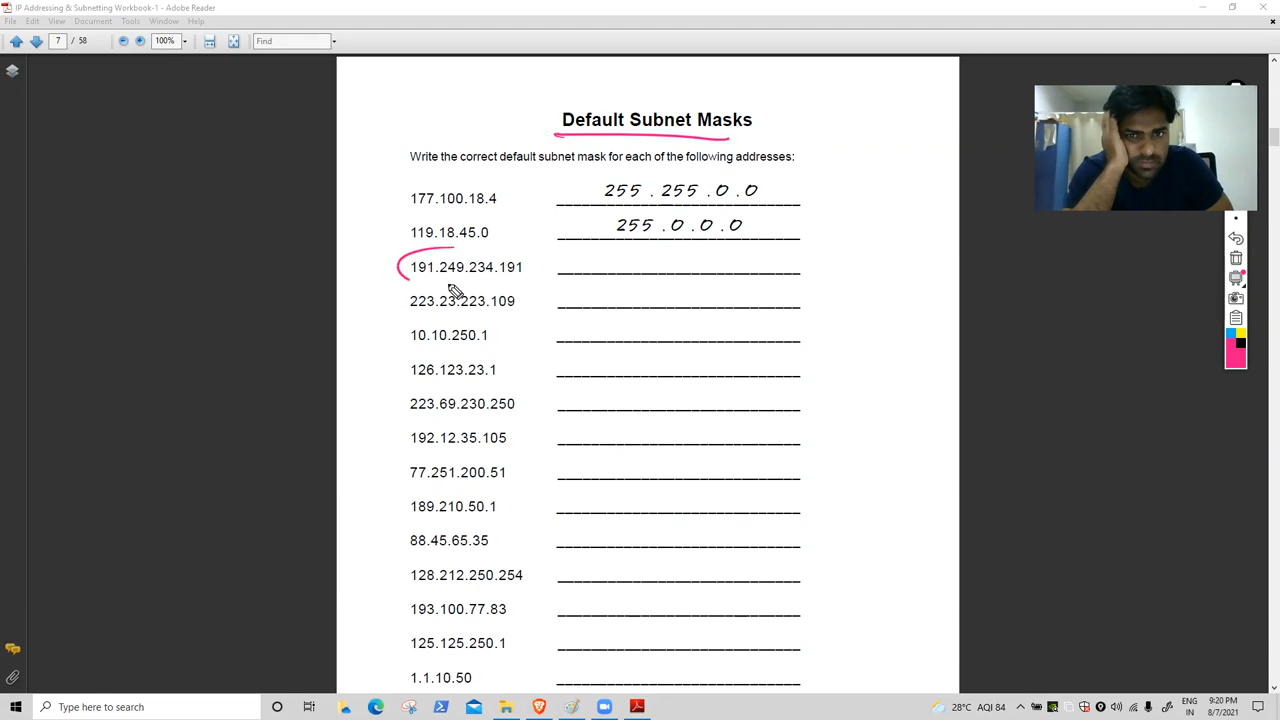 IP Addressing & Subnetting Workbook-1 - Adobe Reader
File Edit View Document Tools Window Help
7 / 58 100% Find
Default Subnet Masks
Write the correct default subnet mask for each of the following addresses:
177.100.18.4 255.255.0.0
119.18.45.0 255.0.0.0
191.249.234.191
223.23.223.109
10.10.250.1
126.123.23.1
223.69.230.250
192.12.35.105
77.251.200.51
189.210.50.1
88.45.65.35
128.212.250.254
193.100.77.83
125.125.250.1
1.1.10.50
Type here to search
28°C AQI 84
ENG
IN
9:20 PM
8/7/2021